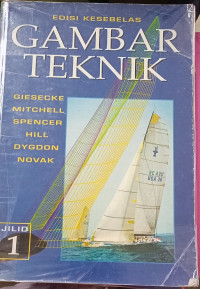 EDISI KESEBELAS
GAMBAR
TEKNIK
GIESECKE
MITCHELL
SPENCER
HILL
DYGDON
NOVAK
JILID
1